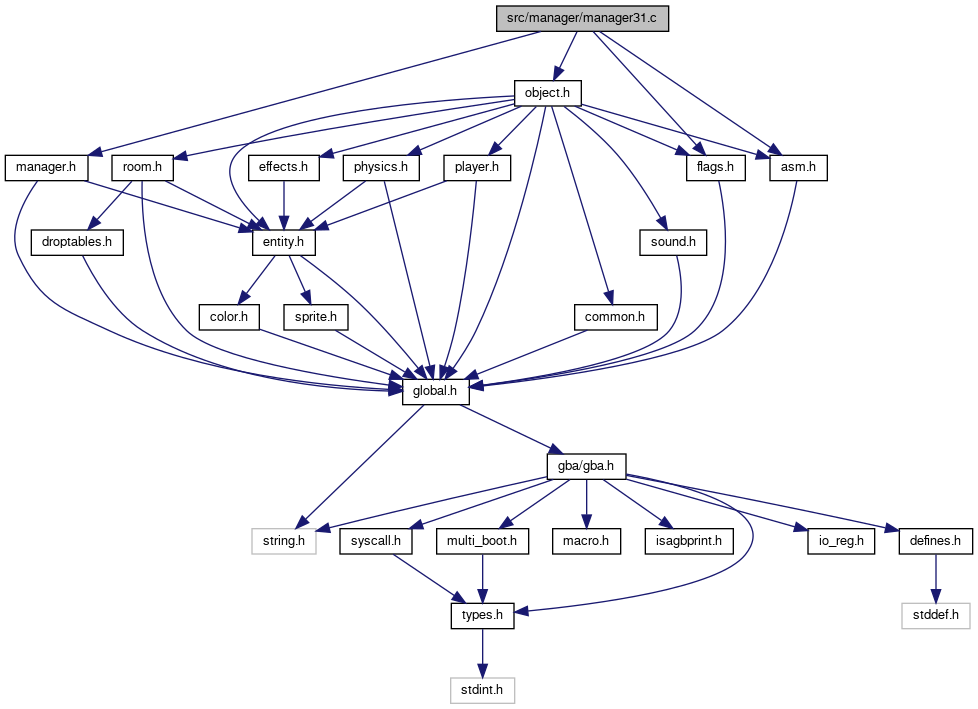 src/manager/manager31.c
object.h
manager.h
room.h
effects.h
physics.h
player.h
flags.h
asm.h
droptables.h
entity.h
sound.h
color.h
sprite.h
common.h
global.h
gba/gba.h
string.h
syscall.h
multi_boot.h
macro.h
isagbprint.h
io_reg.h
defines.h
types.h
stddef.h
stdint.h